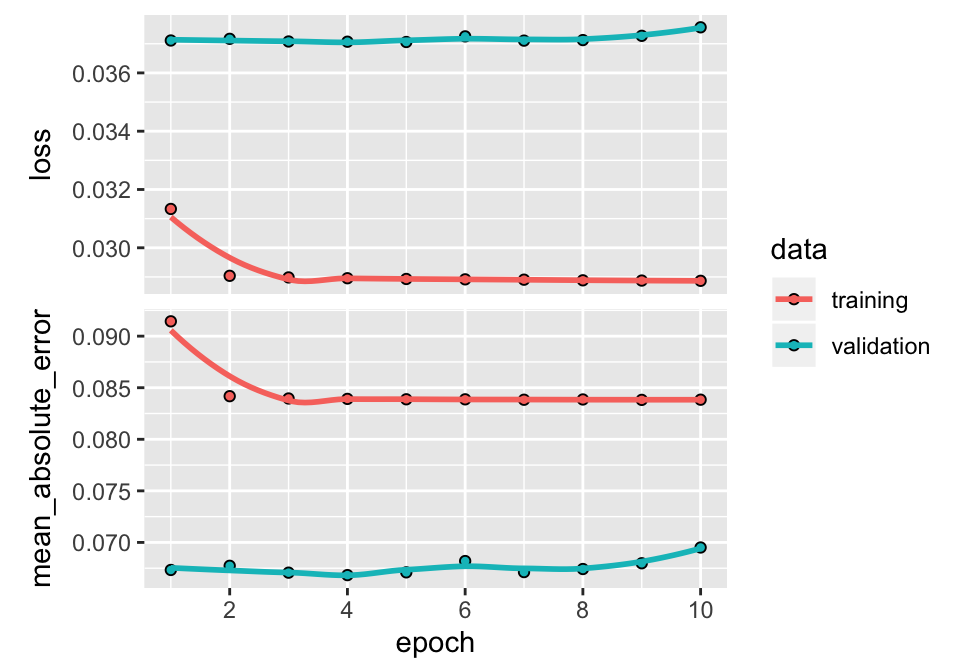 loss
0.036
0.034
0.032
0.030
mean_absolute_error
0.090
0.085
0.080
0.075
0.070
2 4 6 8 10
epoch
data
training
validation